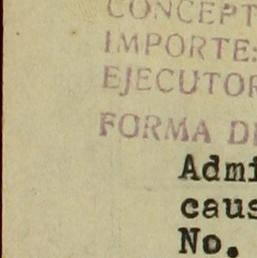 CONCEPT
IMPORTE:
EJECUTOR
FORMA D
Admi
caus
No.